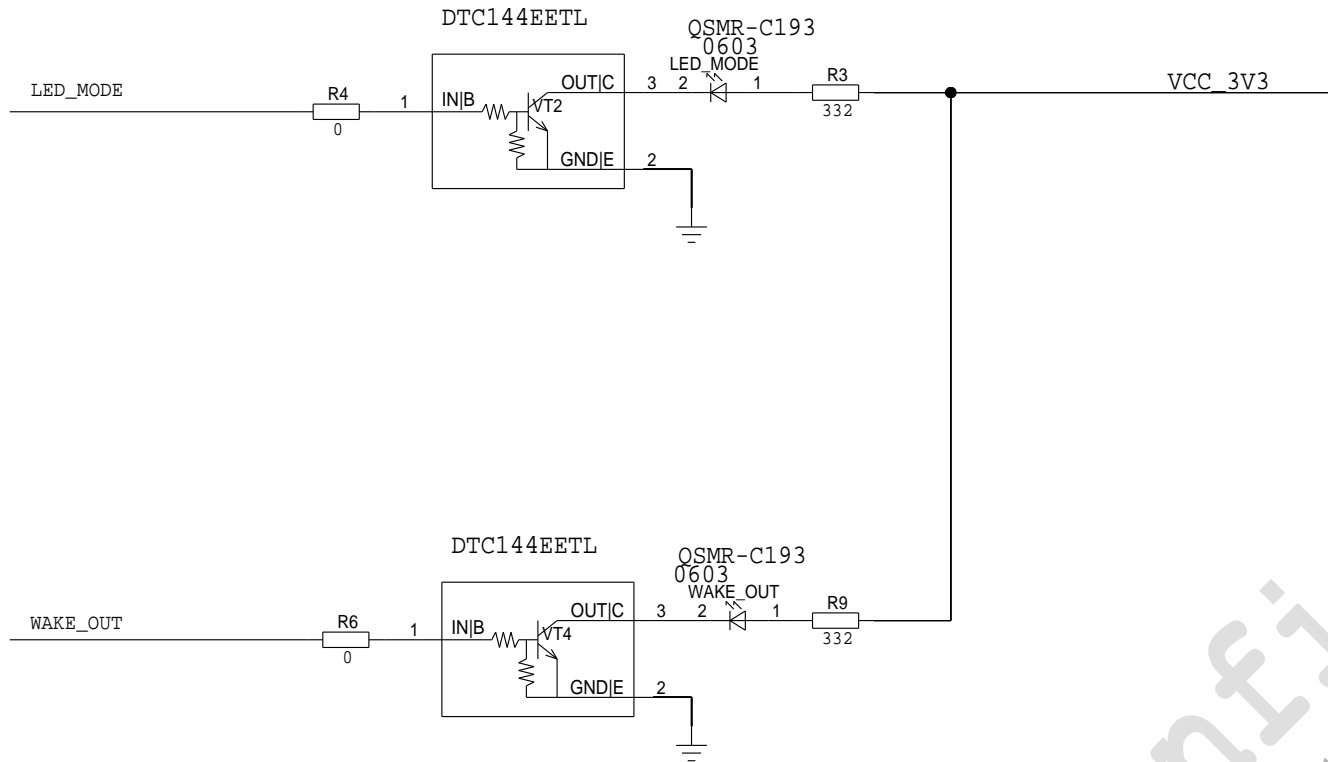 DTC144EETL
QSMR-C193
0603
LED_MODE
LED_MODE
R4
0
1
IN|B
VT2
OUT|C
3
2
1
R3
332
VCC_3V3
GND|E
2
DTC144EETL
QSMR-C193
0603
WAKE_OUT
WAKE_OUT
R6
0
1
IN|B
VT4
OUT|C
3
2
1
R9
332
GND|E
2
nfi